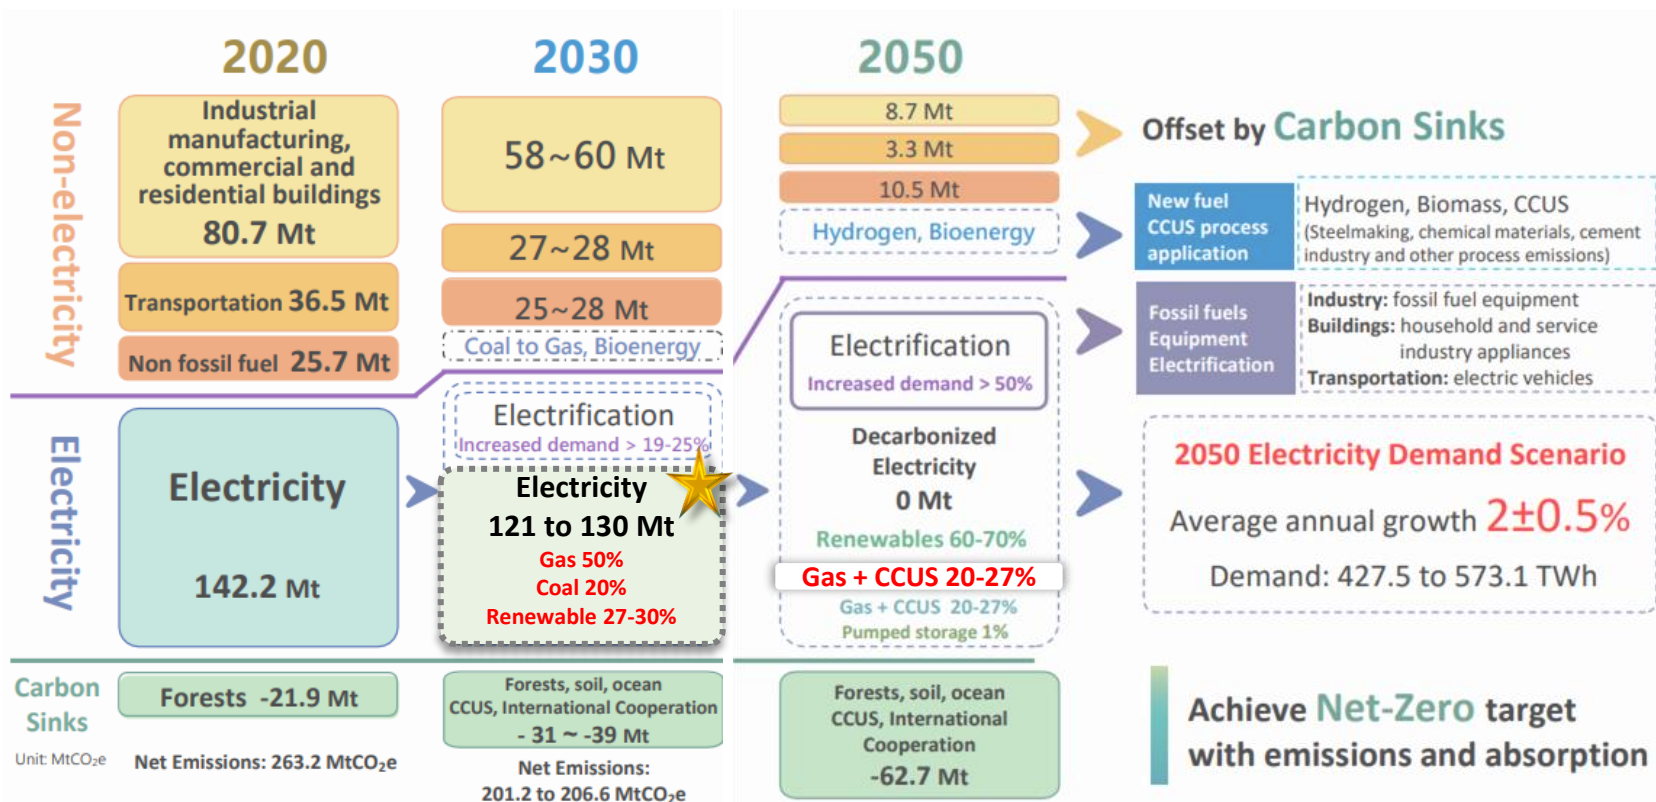 2020
2030
2050
Non-electricity
Industrial
manufacturing,
commercial and
residential buildings
80.7 Mt
Transportation 36.5 Mt
Non fossil fuel 25.7 Mt
58~60 Mt
27~28 Mt
25~28 Mt
Coal to Gas, Bioenergy
8.7 Mt
3.3 Mt
10.5 Mt
Hydrogen, Bioenergy
Offset by Carbon Sinks
New fuel
CCUS process
application
Hydrogen, Biomass, CCUS
(Steelmaking, chemical materials, cement
industry and other process emissions)
Fossil fuels
Equipment
Electrification
Industry: fossil fuel equipment
Buildings: household and service
industry appliances
Transportation: electric vehicles
Electricity
Electricity
142.2 Mt
Electrification
Increased demand > 19-25%
Electricity
121 to 130 Mt
Gas 50%
Coal 20%
Renewable 27-30%
Electrification
Increased demand > 50%
Decarbonized
Electricity
0 Mt
Renewables 60-70%
Gas + CCUS 20-27%
Gas + CCUS 20-27%
Pumped storage 1%
2050 Electricity Demand Scenario
Average annual growth 2±0.5%
Demand: 427.5 to 573.1 TWh
Carbon
Sinks
Unit: MtCO₂e
Forests -21.9 Mt
Net Emissions: 263.2 MtCO₂e
Forests, soil, ocean
CCUS, International Cooperation
- 31 ~ -39 Mt
Net Emissions:
201.2 to 206.6 MtCO₂e
Forests, soil, ocean
CCUS, International
Cooperation
-62.7 Mt
Achieve Net-Zero target
with emissions and absorption